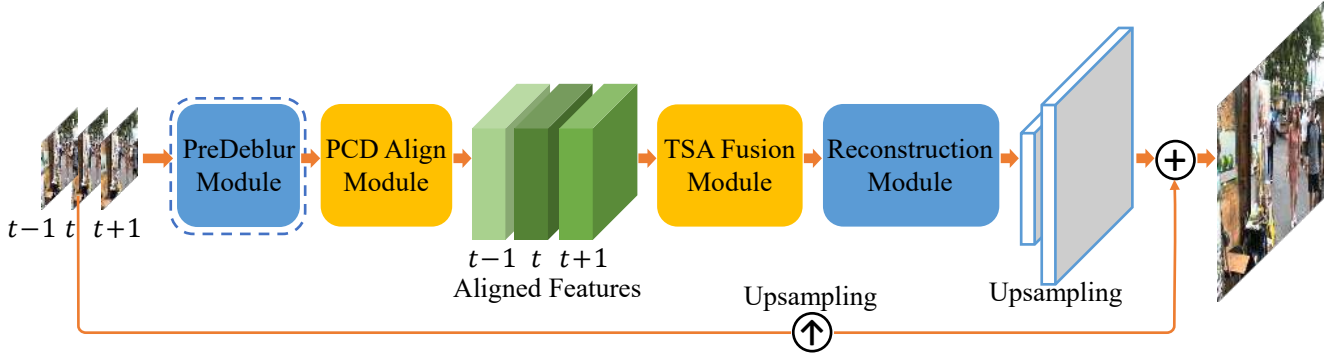 t−1 t t+1
PreDeblur
Module
PCD Align
Module
t−1 t t+1
Aligned Features
TSA Fusion
Module
Reconstruction
Module
Upsampling
Upsampling